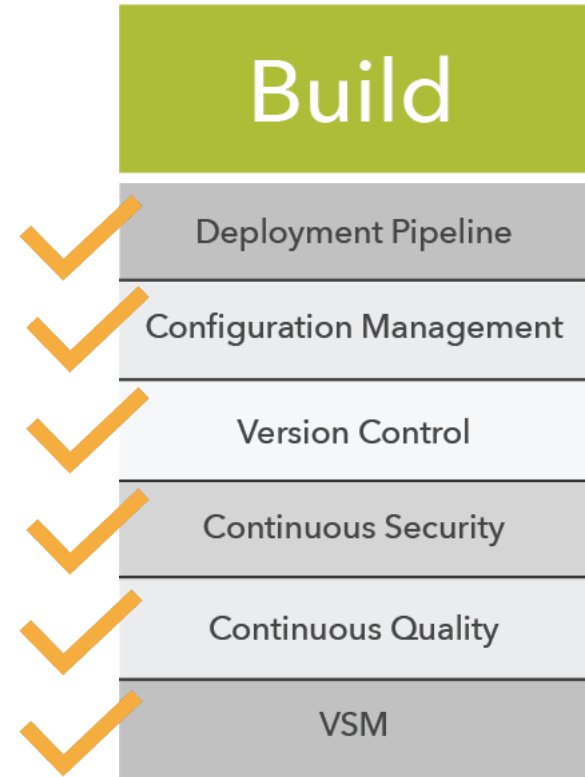 Build
Deployment Pipeline
Configuration Management
Version Control
Continuous Security
Continuous Quality
VSM